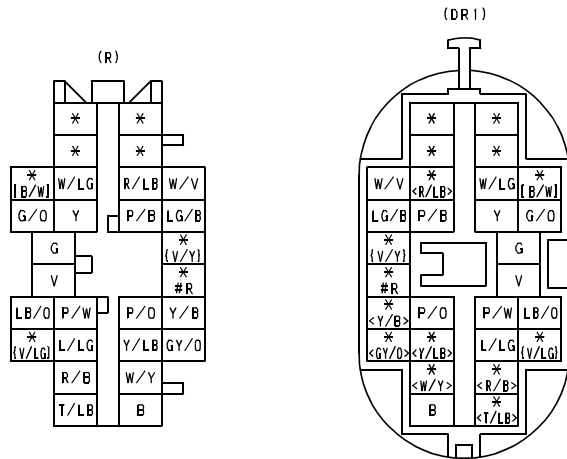 (DR1)
(R)
* * * *
* * * *
* [B/W] W/LG R/LB W/V W/V * <R/LB> W/LG * [B/W]
G/O Y P/B LG/B LG/B P/B Y G/O
G * {V/Y} * {V/Y} G
V * #R * #R V
LB/O P/W P/O Y/B * <Y/B> P/O P/W LB/O
* {V/LG} L/LG Y/LB GY/O * <GY/O> * <Y/LB> L/LG * {V/LG}
R/B W/Y * <W/Y> * <R/B>
T/LB B B * <T/LB>